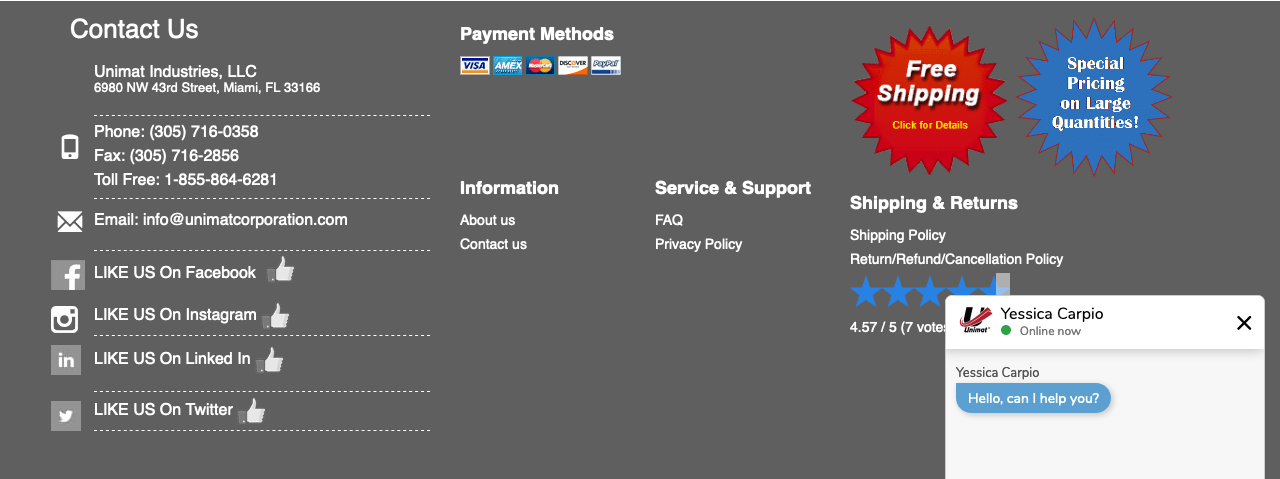 Contact Us
Unimat Industries, LLC
6980 NW 43rd Street, Miami, FL 33166
Phone: (305) 716-0358
Fax: (305) 716-2856
Toll Free: 1-855-864-6281
Email: info@unimatcorporation.com
LIKE US On Facebook
LIKE US On Instagram
LIKE US On Linked In
LIKE US On Twitter
Payment Methods
VISA AMEX MasterCard DISCOVER PayPal
Information
About us
Contact us
Service & Support
FAQ
Privacy Policy
Free
Shipping
Click for Details
Special
Pricing
on Large
Quantities!
Shipping & Returns
Shipping Policy
Return/Refund/Cancellation Policy
4.57 / 5 (7 votes
Unimat
Yessica Carpio
Online now
Yessica Carpio
Hello, can I help you?